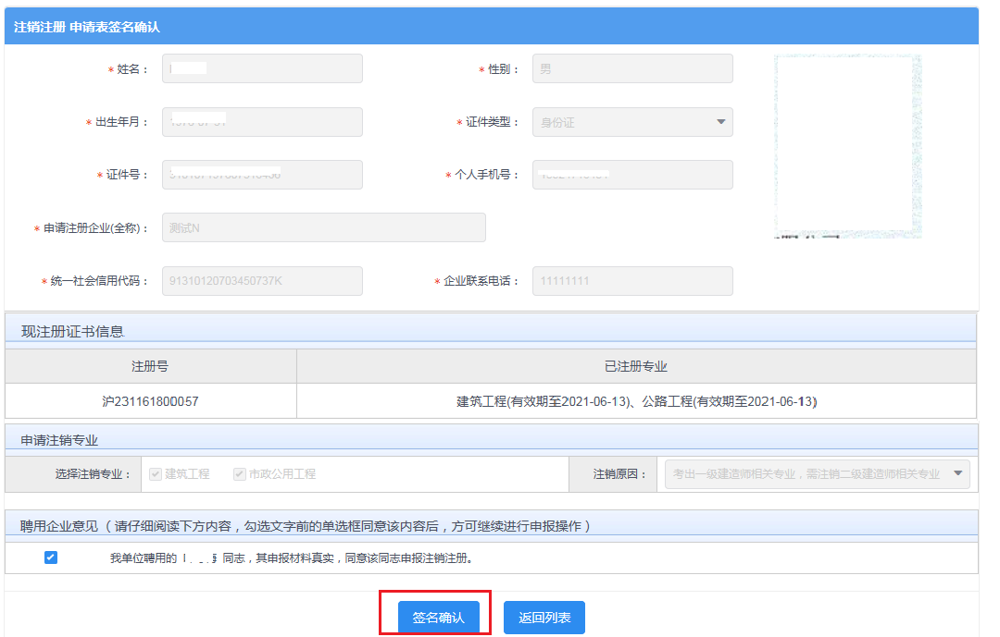 注销注册 申请表签名确认
* 姓名： * 性别： 男
* 出生年月： * 证件类型： 身份证
* 证件号： * 个人手机号：
* 申请注册企业(全称)： 测试N
* 统一社会信用代码： 91310120703450737K * 企业联系电话： 11111111
现注册证书信息
注册号 已注册专业
沪231161800057 建筑工程(有效期至2021-06-13)、公路工程(有效期至2021-06-13)
申请注销专业
选择注销专业： 建筑工程 市政公用工程 注销原因： 考出一级建造师相关专业，需注销二级建造师相关专业
聘用企业意见（请仔细阅读下方内容，勾选文字前的单选框同意该内容后，方可继续进行申报操作）
我单位聘用的 同志，其申报材料真实，同意该同志申报注销注册。
签名确认 返回列表